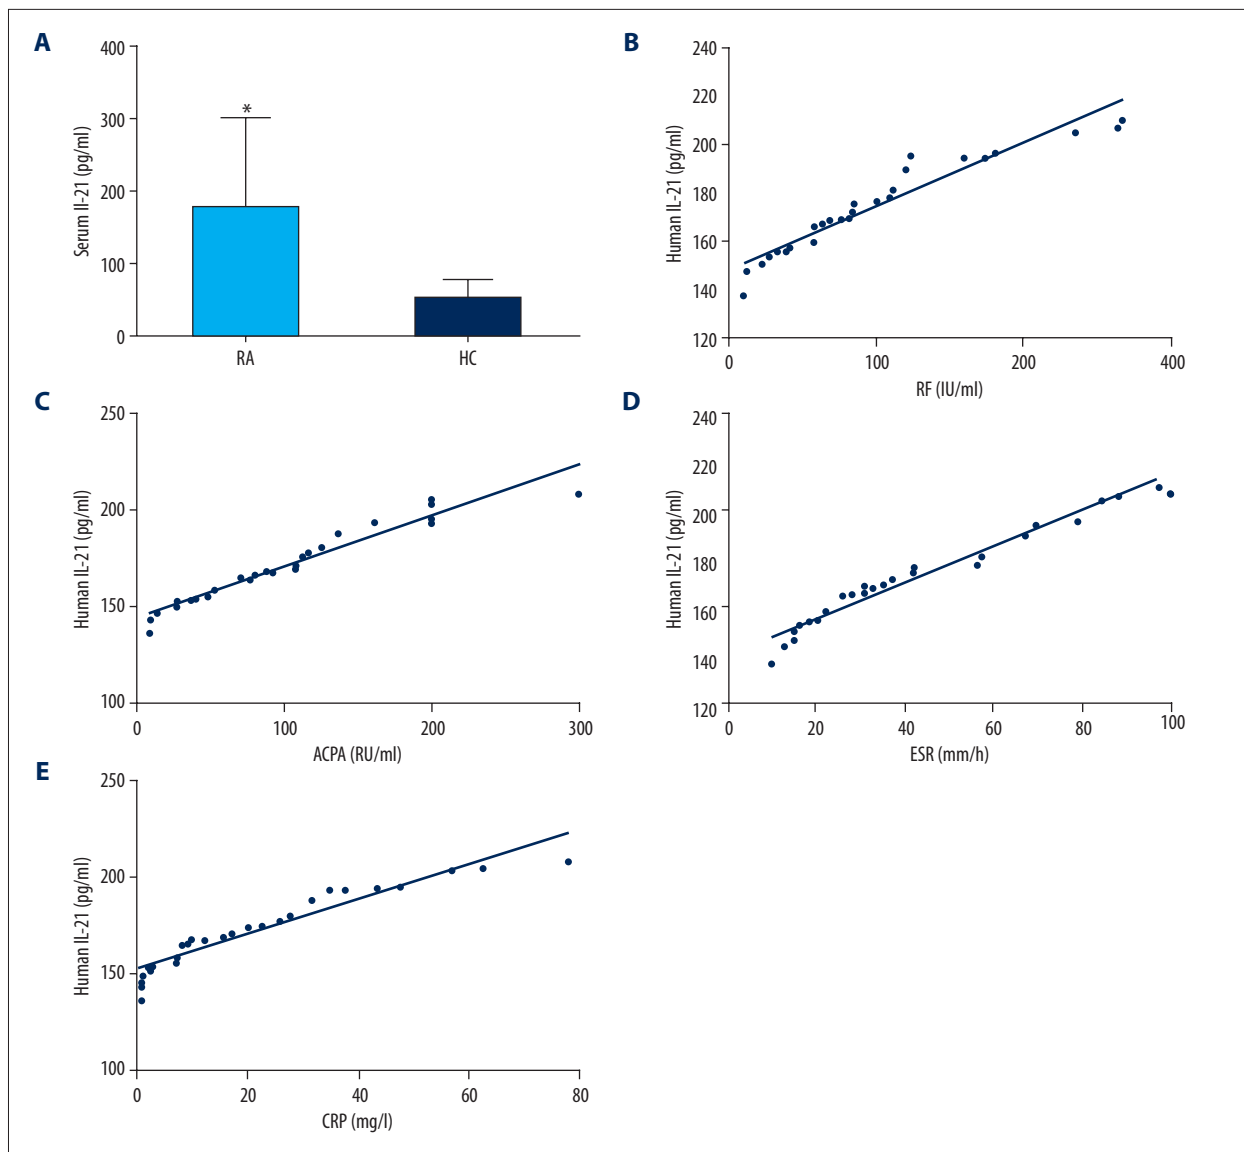 A
400
300
200
100
0
Serum Il-21 (pg/ml)
*
RA
HC
B
240
220
200
180
160
140
120
Human IL-21 (pg/ml)
0
100
200
400
RF (IU/ml)
C
250
200
150
100
Human IL-21 (pg/ml)
0
100
200
300
ACPA (RU/ml)
D
240
220
200
180
160
140
120
Human IL-21 (pg/ml)
0
20
40
60
80
100
ESR (mm/h)
E
250
200
150
100
Human IL-21 (pg/ml)
0
20
40
60
80
CRP (mg/l)